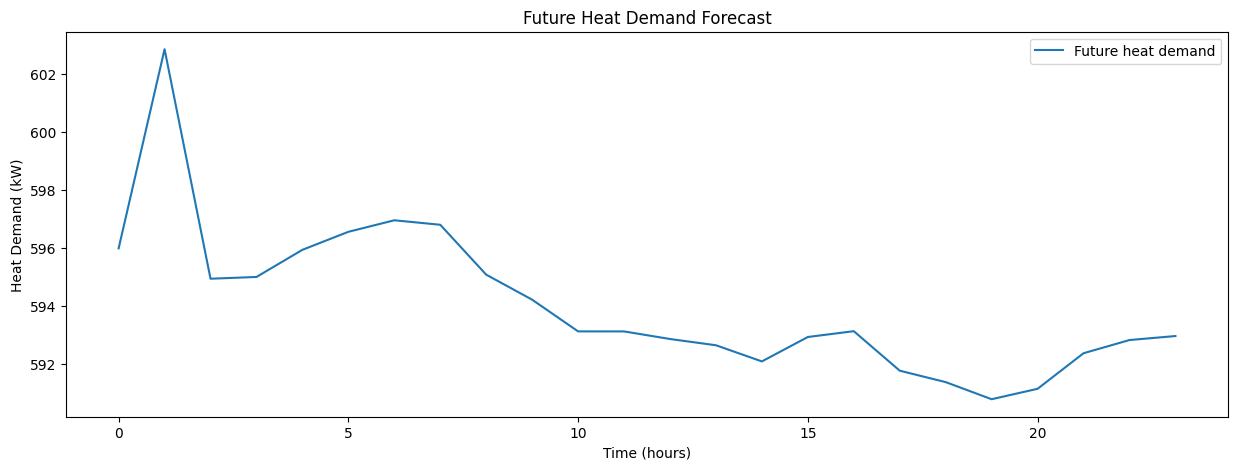 Future Heat Demand Forecast
Future heat demand
Heat Demand (kW)
602
600
598
596
594
592
0 5 10 15 20
Time (hours)